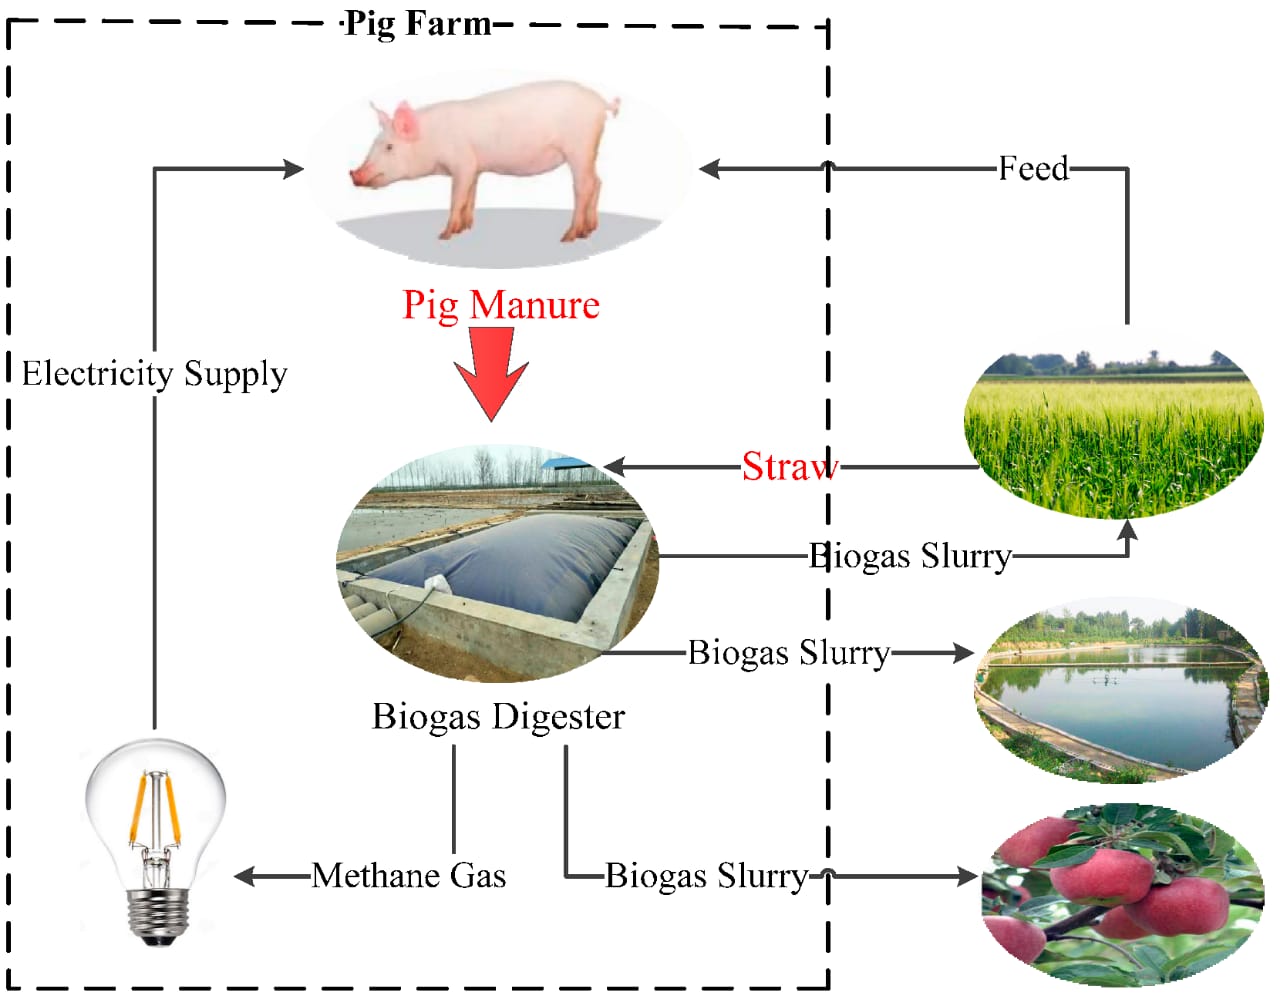 Pig Farm
Feed
Pig Manure
Electricity Supply
Straw
Biogas Slurry
Biogas Slurry
Biogas Digester
Methane Gas
Biogas Slurry